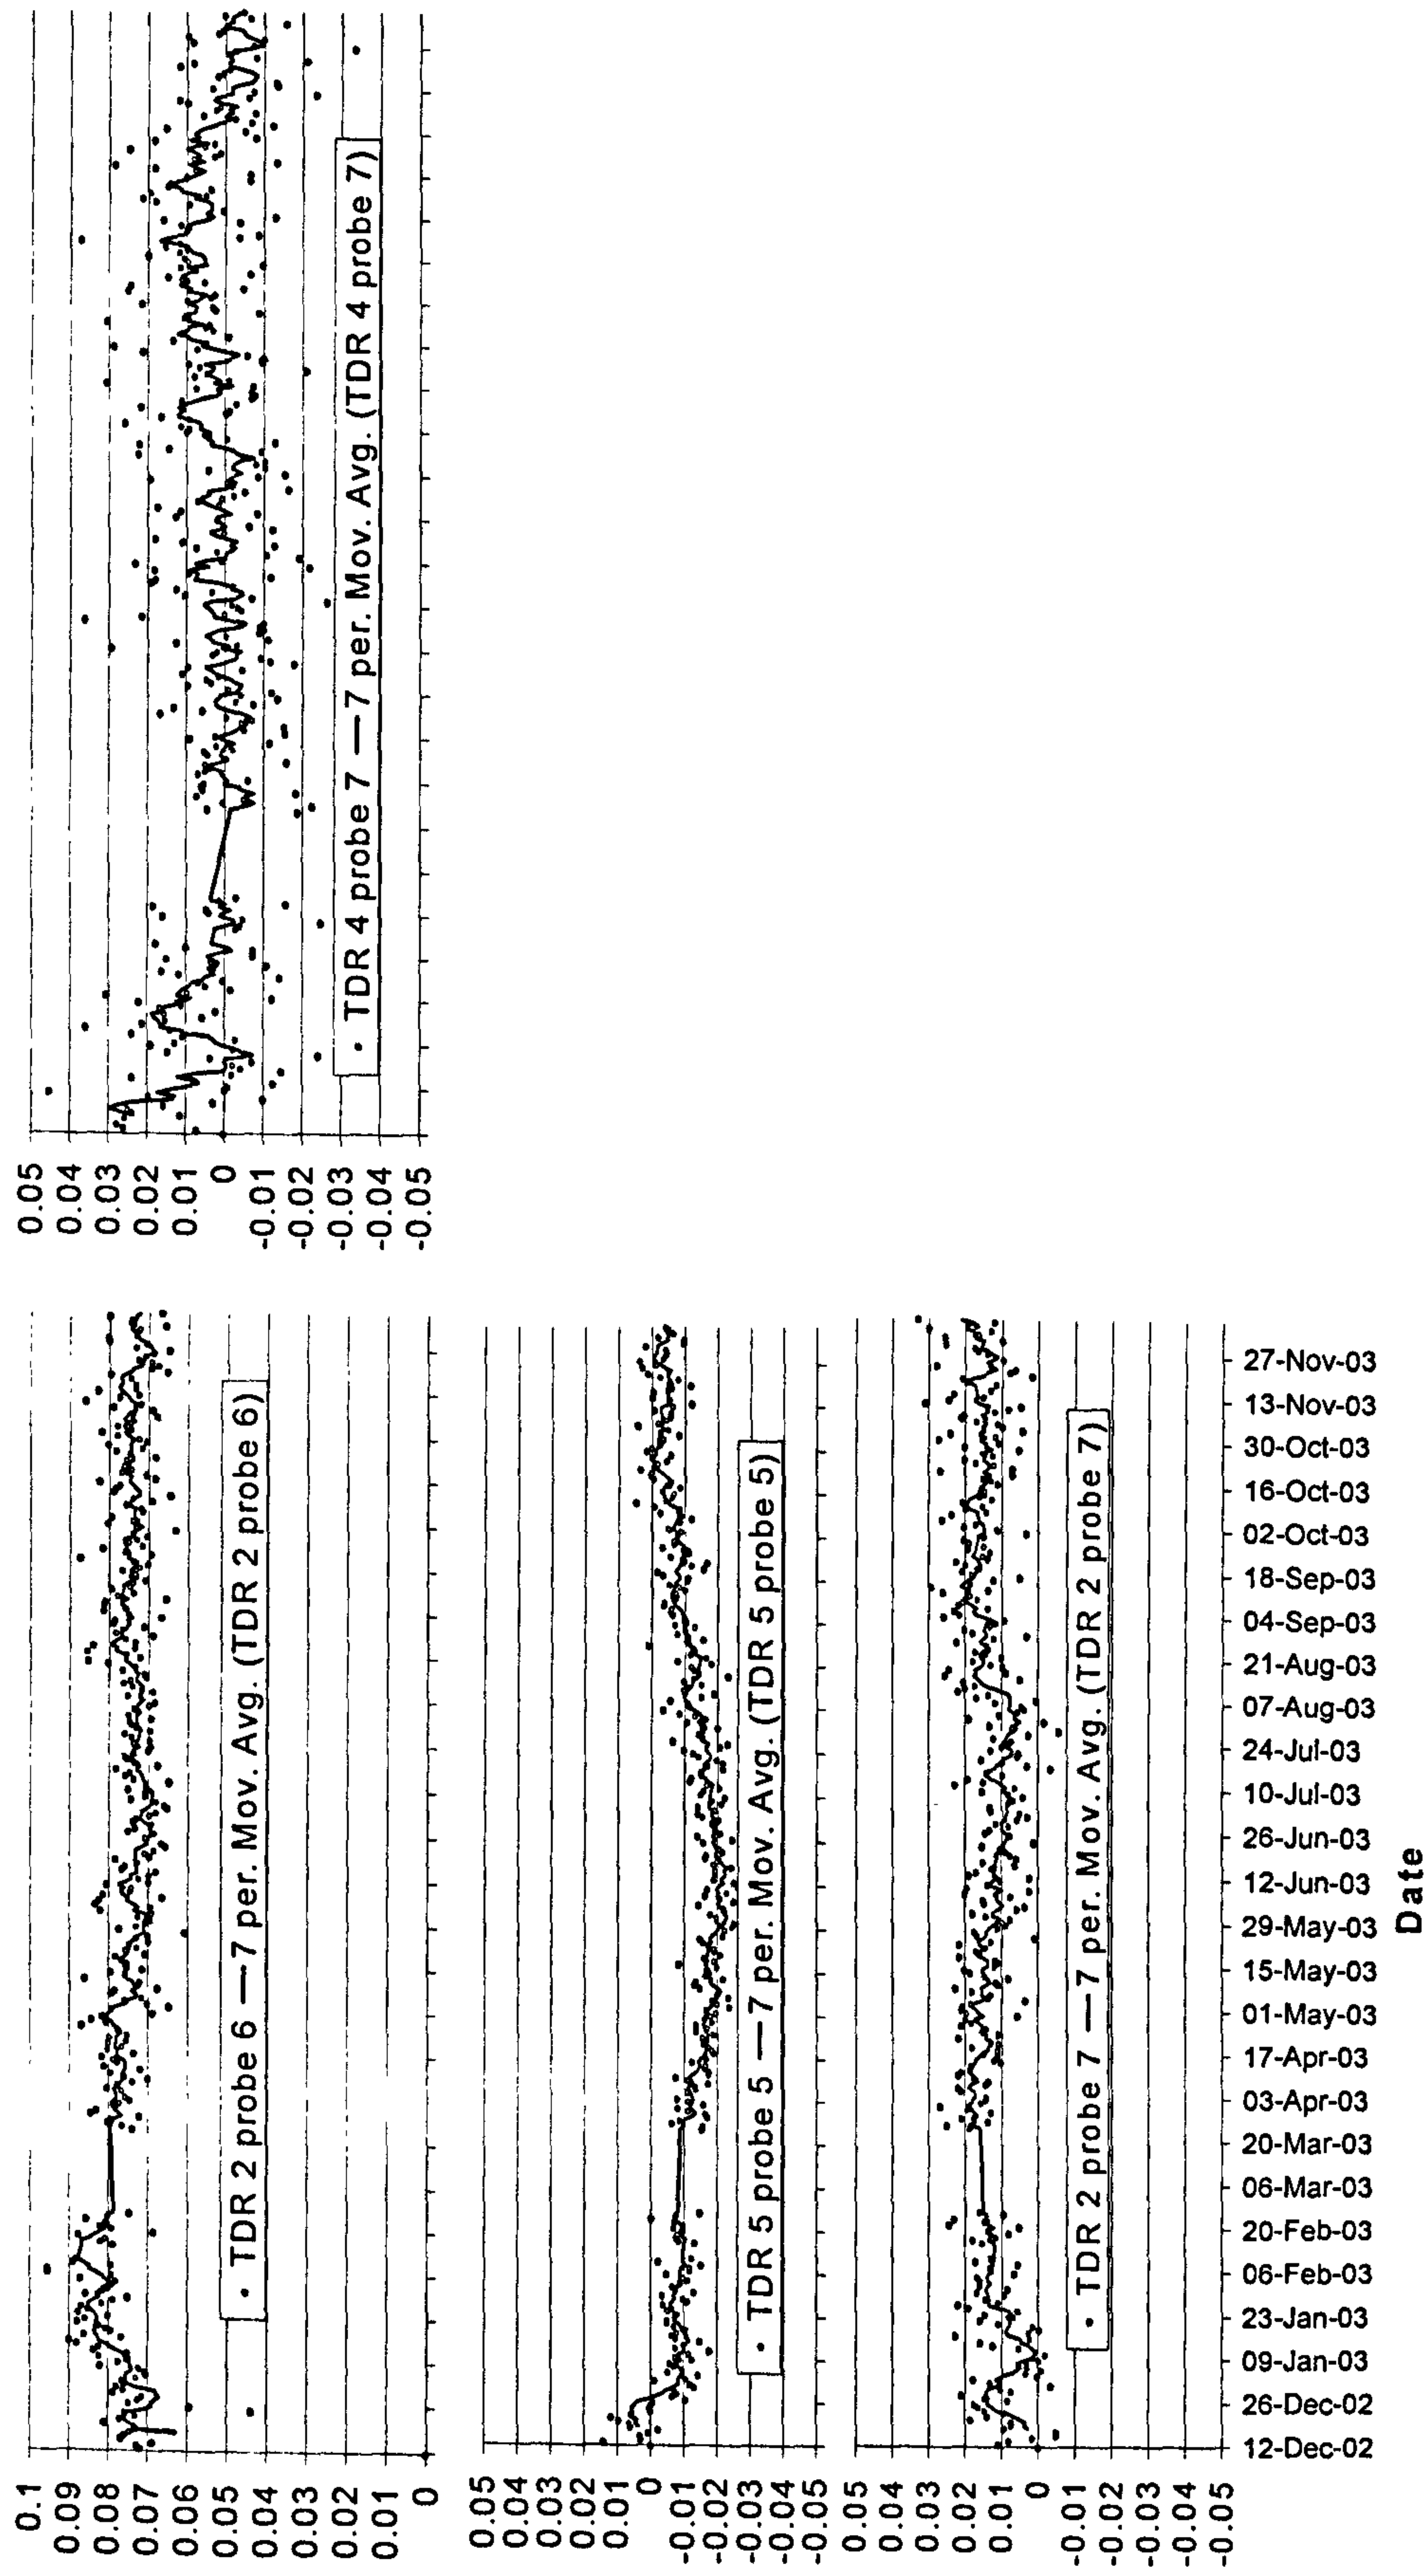 0.1
0.09
0.08
0.07
0.06
0.05
0.04
0.03
0.02
0.01
0
• TDR 2 probe 6 — 7 per. Mov. Avg. (TDR 2 probe 6)
0.05
0.04
0.03
0.02
0.01
0
-0.01
-0.02
-0.03
-0.04
-0.05
• TDR 4 probe 7 — 7 per. Mov. Avg. (TDR 4 probe 7)
0.05
0.04
0.03
0.02
0.01
0
-0.01
-0.02
-0.03
-0.04
-0.05
• TDR 5 probe 5 — 7 per. Mov. Avg. (TDR 5 probe 5)
0.05
0.04
0.03
0.02
0.01
0
-0.01
-0.02
-0.03
-0.04
-0.05
• TDR 2 probe 7 — 7 per. Mov. Avg. (TDR 2 probe 7)
12-Dec-02
26-Dec-02
09-Jan-03
23-Jan-03
06-Feb-03
20-Feb-03
06-Mar-03
20-Mar-03
03-Apr-03
17-Apr-03
01-May-03
15-May-03
29-May-03
12-Jun-03
26-Jun-03
10-Jul-03
24-Jul-03
07-Aug-03
21-Aug-03
04-Sep-03
18-Sep-03
02-Oct-03
16-Oct-03
30-Oct-03
13-Nov-03
27-Nov-03
Date